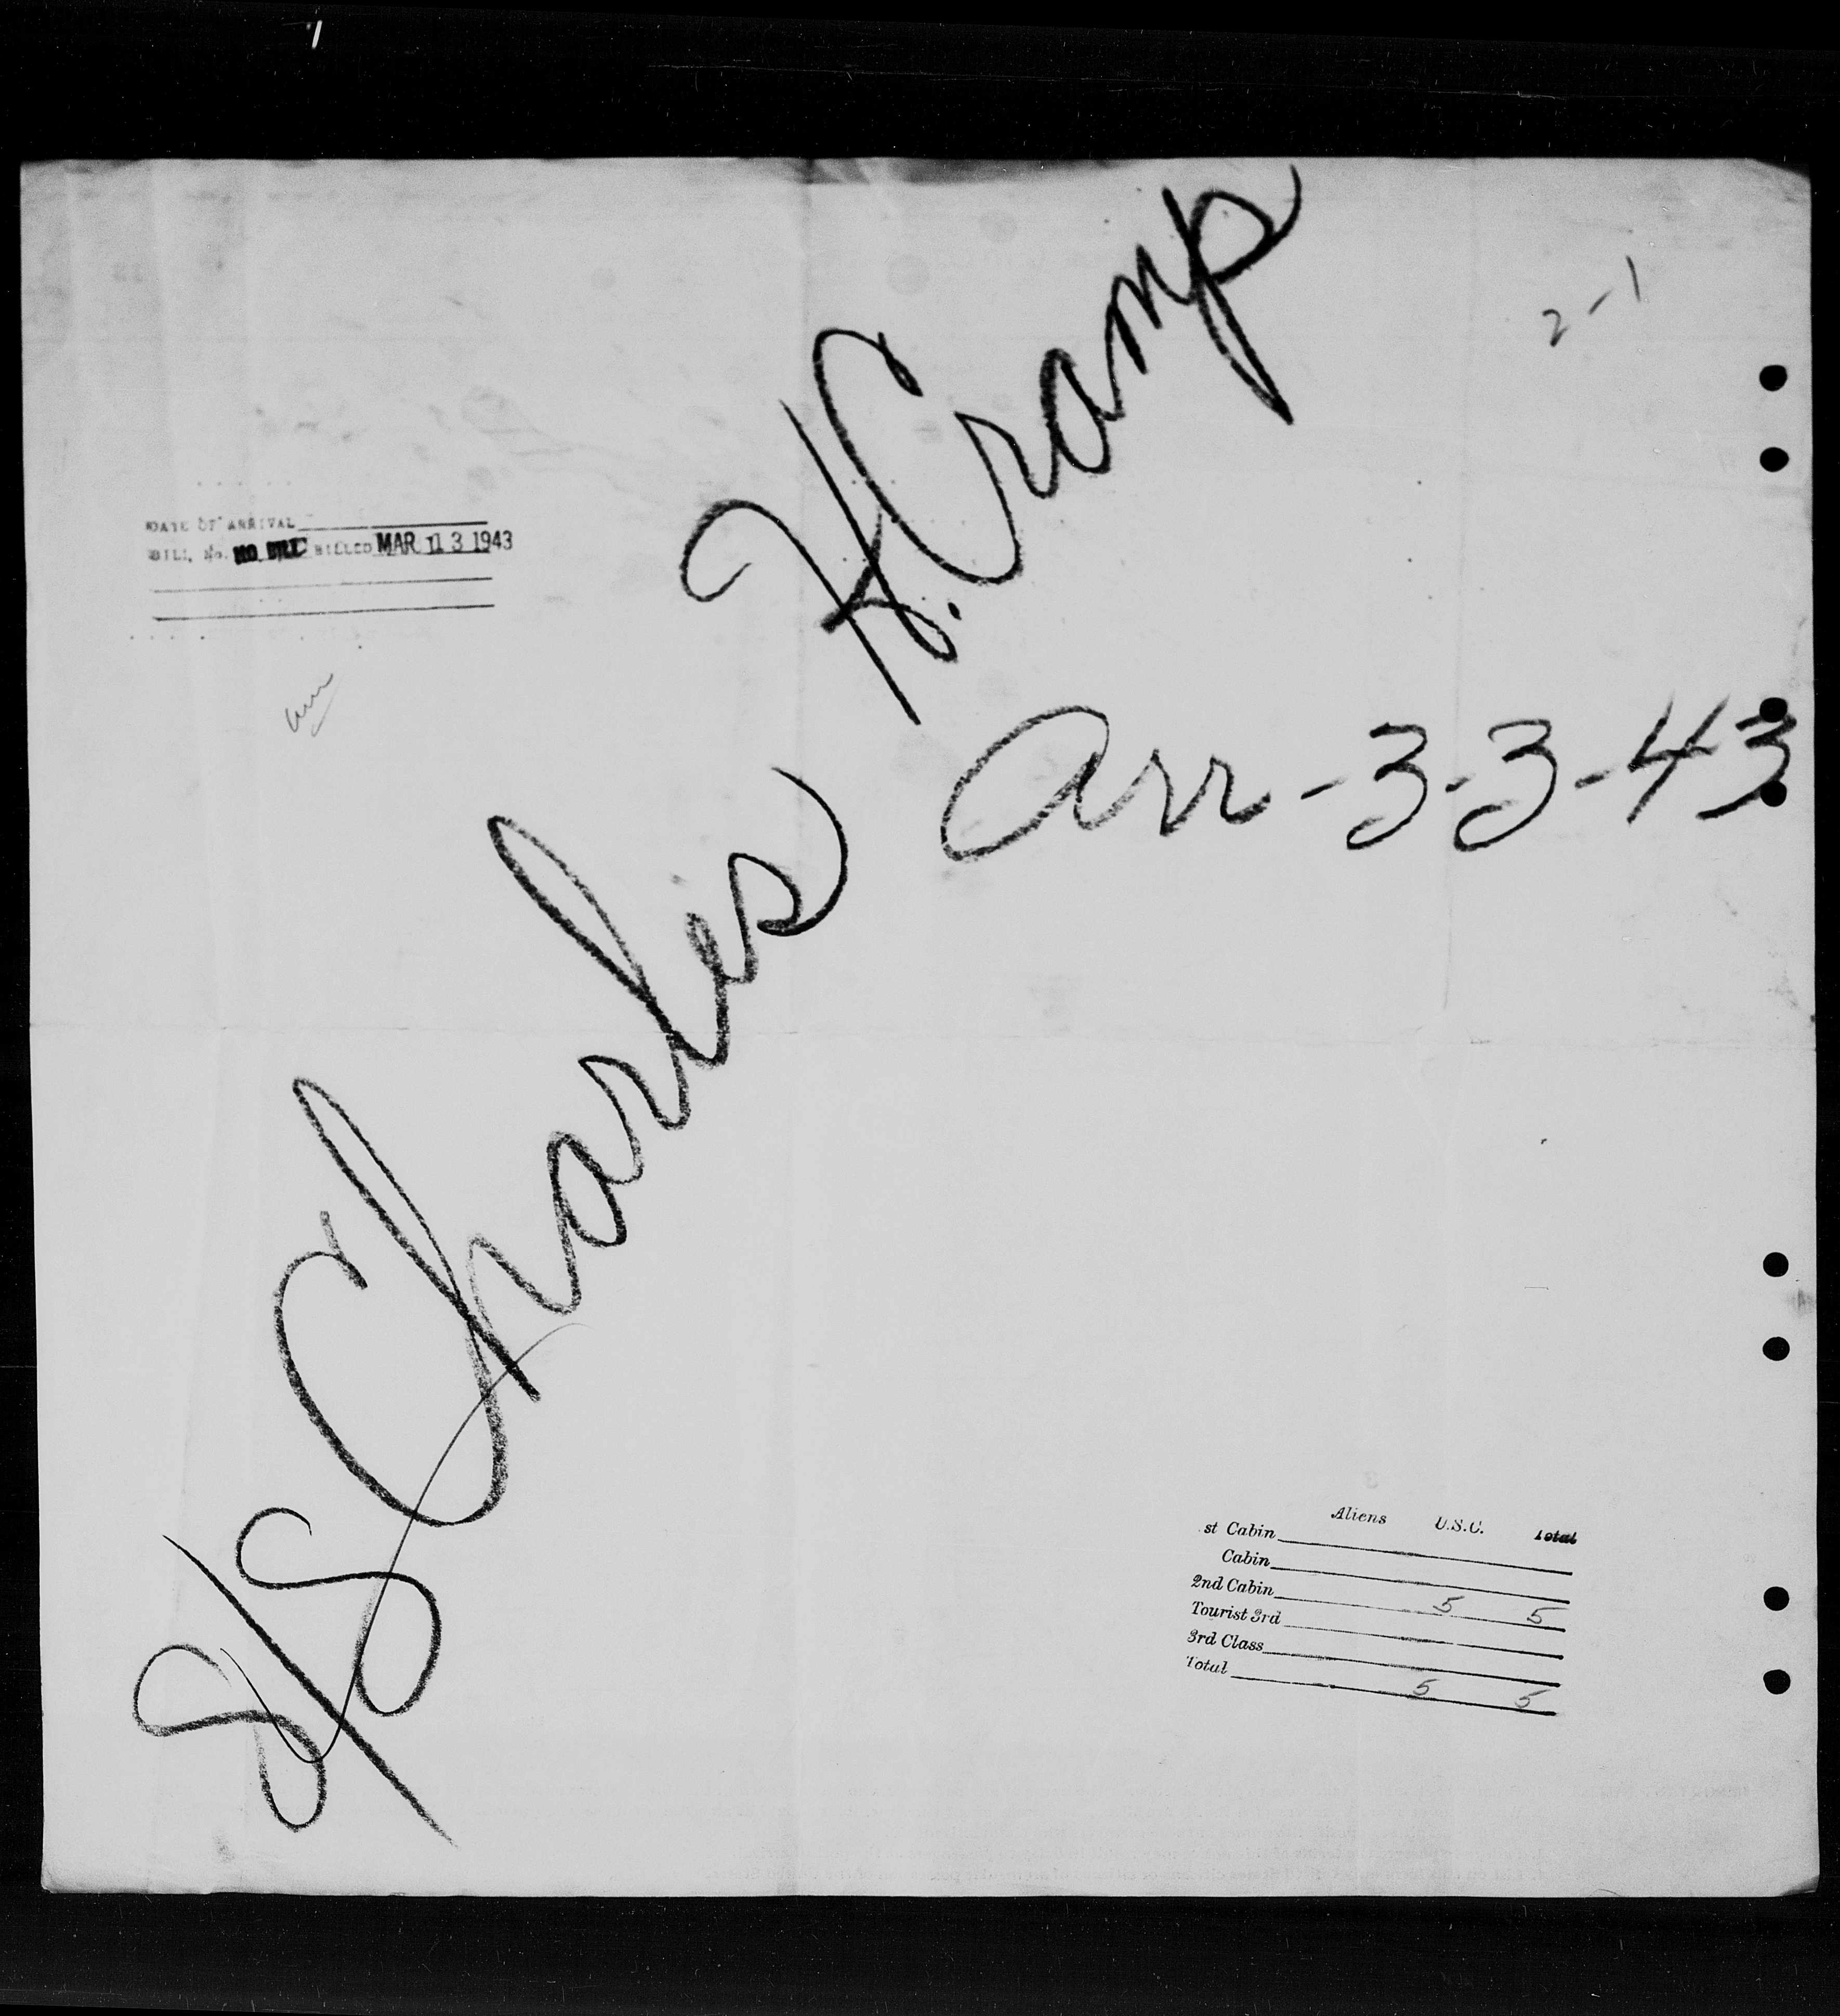 2-1
S/S Charles H. Cramp
DATE OF ARRIVAL
BILL No. NO BILL BILLED MAR 13 1943
Arr-3-3-43
Aliens U.S.C. Total
st Cabin
Cabin
2nd Cabin 5 5
Tourist 3rd
3rd Class
Total 5 5